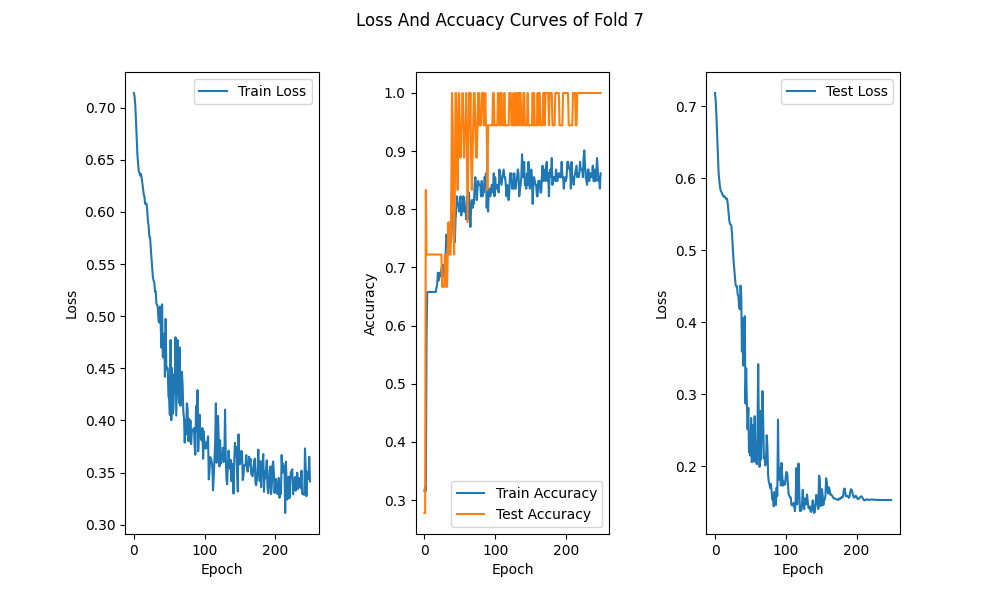 Loss And Accuacy Curves of Fold 7
Train Loss
0.70
0.65
0.60
0.55
0.50
0.45
0.40
0.35
0.30
Loss
0
100
200
Epoch
1.0
0.9
0.8
0.7
0.6
0.5
0.4
0.3
Accuracy
Train Accuracy
Test Accuracy
0
100
200
Epoch
Test Loss
0.7
0.6
0.5
0.4
0.3
0.2
Loss
0
100
200
Epoch